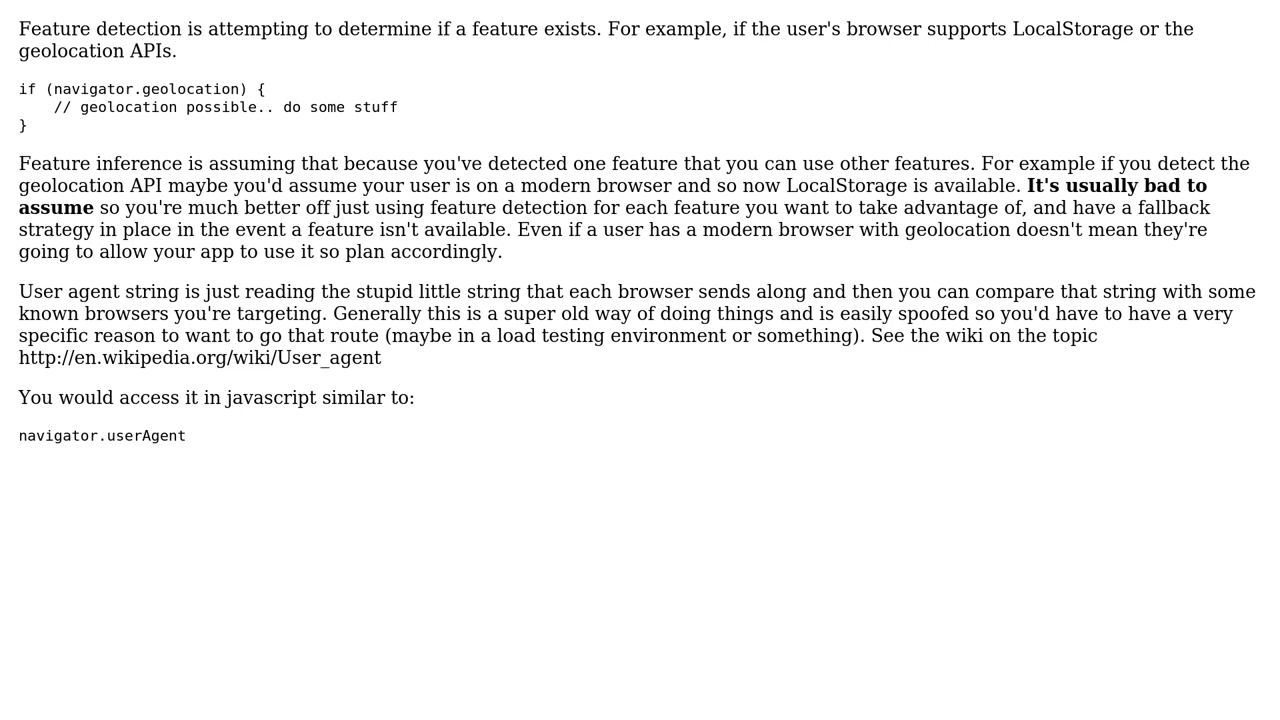 Feature detection is attempting to determine if a feature exists. For example, if the user's browser supports LocalStorage or the
geolocation APIs.
if (navigator.geolocation) {
    // geolocation possible.. do some stuff
}
Feature inference is assuming that because you've detected one feature that you can use other features. For example if you detect the
geolocation API maybe you'd assume your user is on a modern browser and so now LocalStorage is available. It's usually bad to
assume so you're much better off just using feature detection for each feature you want to take advantage of, and have a fallback
strategy in place in the event a feature isn't available. Even if a user has a modern browser with geolocation doesn't mean they're
going to allow your app to use it so plan accordingly.
User agent string is just reading the stupid little string that each browser sends along and then you can compare that string with some
known browsers you're targeting. Generally this is a super old way of doing things and is easily spoofed so you'd have to have a very
specific reason to want to go that route (maybe in a load testing environment or something). See the wiki on the topic
http://en.wikipedia.org/wiki/User_agent
You would access it in javascript similar to:
navigator.userAgent